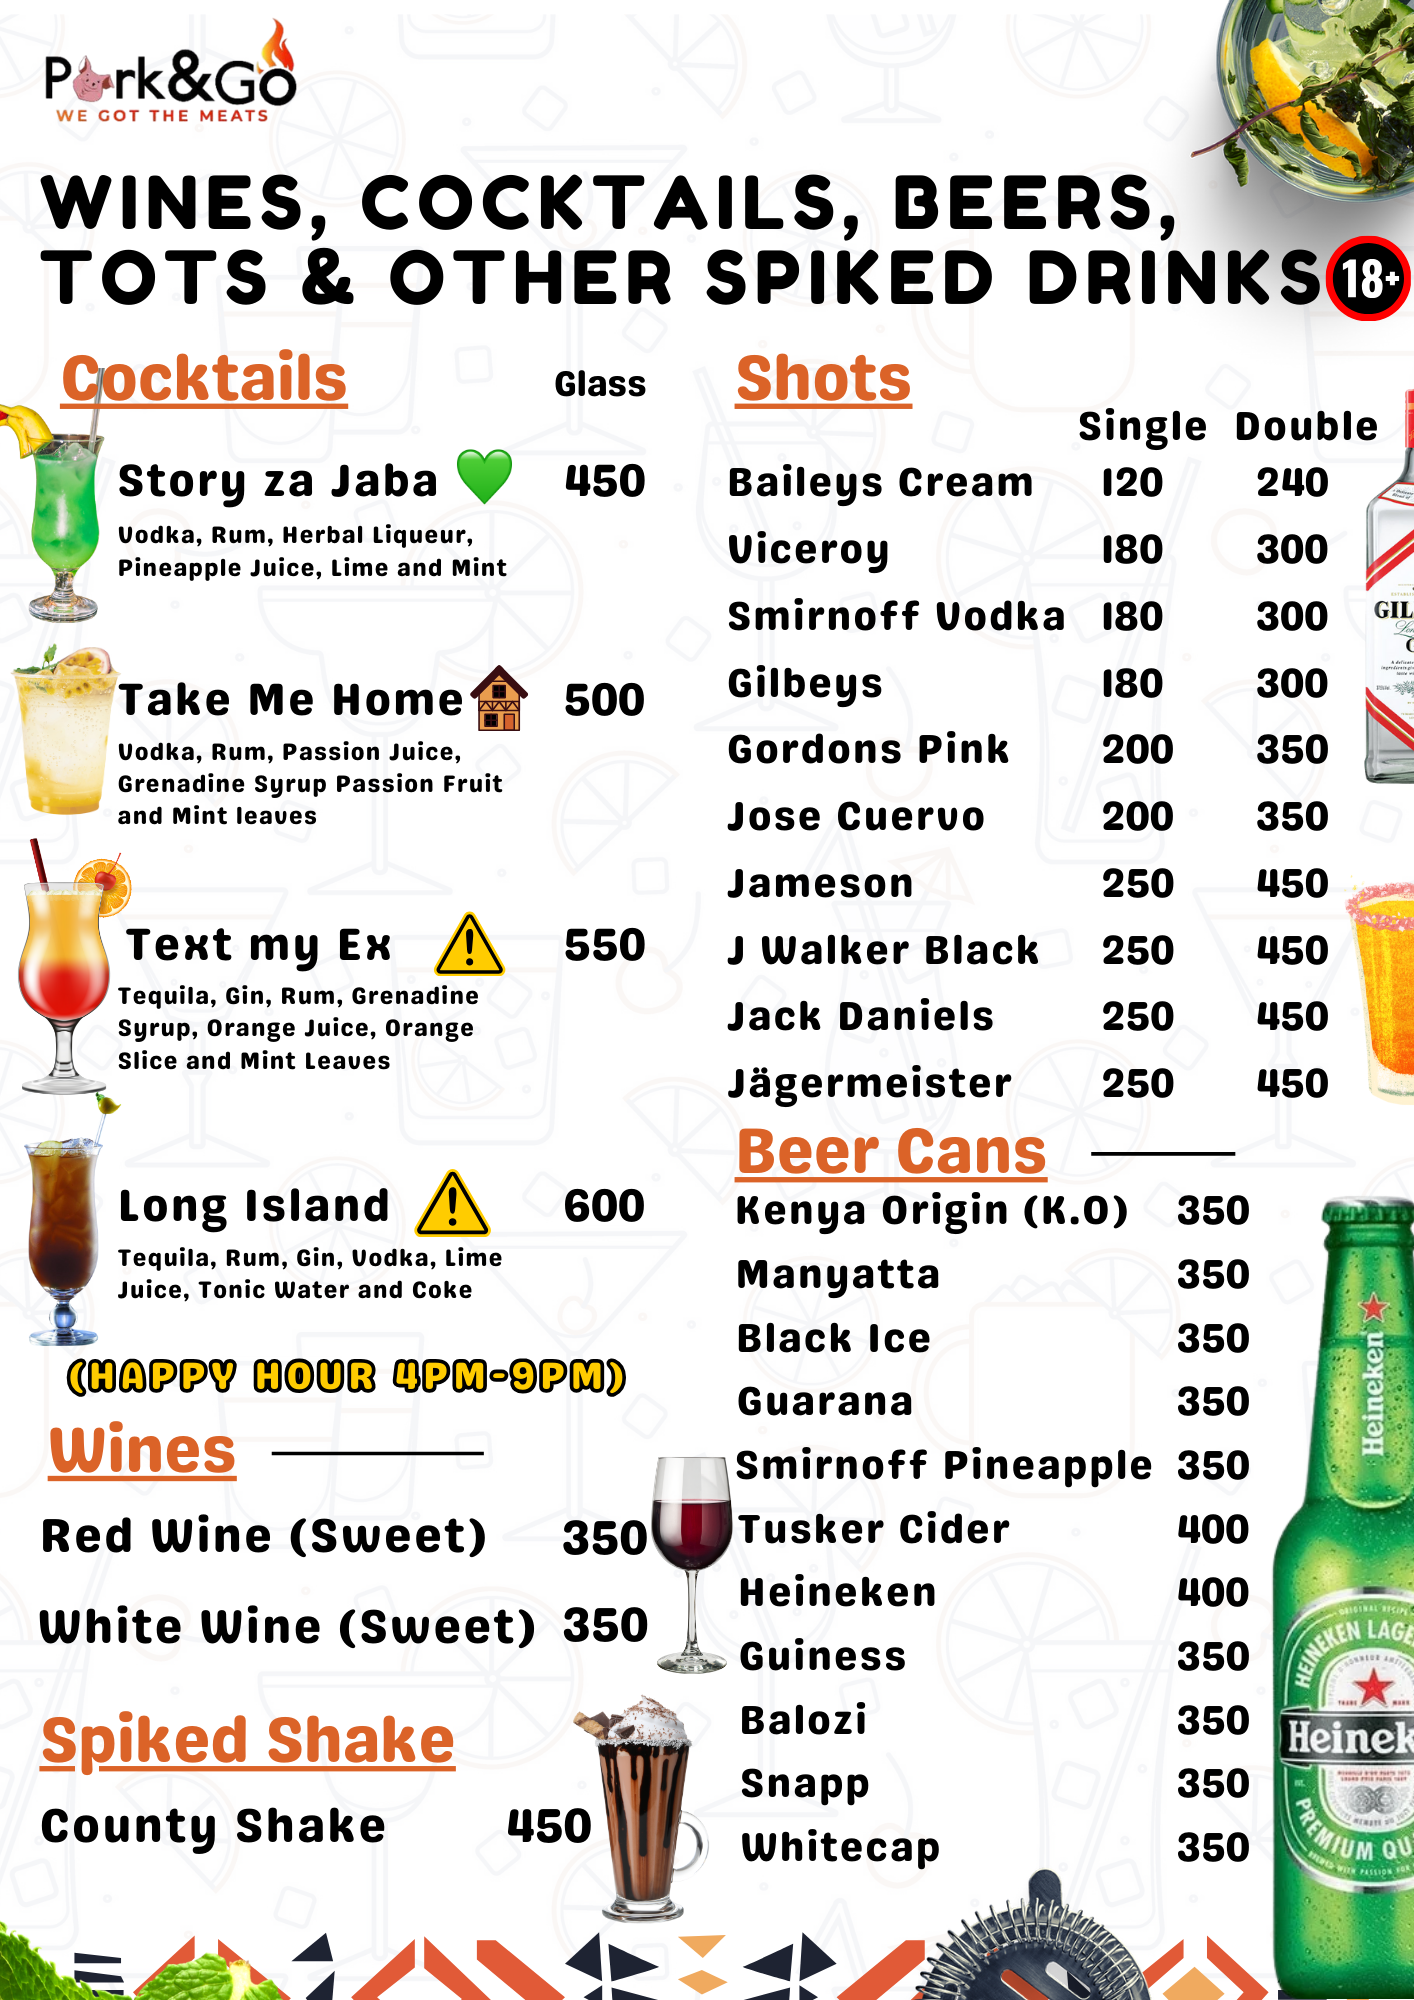 Pork&Go
WE GOT THE MEATS
WINES, COCKTAILS, BEERS,
TOTS & OTHER SPIKED DRINKS
18+
Cocktails
Glass
Story za Jaba 450
Vodka, Rum, Herbal Liqueur,
Pineapple Juice, Lime and Mint
Take Me Home 500
Vodka, Rum, Passion Juice,
Grenadine Syrup Passion Fruit
and Mint leaves
Text my Ex 550
Tequila, Gin, Rum, Grenadine
Syrup, Orange Juice, Orange
Slice and Mint Leaves
Long Island 600
Tequila, Rum, Gin, Vodka, Lime
Juice, Tonic Water and Coke
(HAPPY HOUR 4PM-9PM)
Wines
Red Wine (Sweet) 350
White Wine (Sweet) 350
Spiked Shake
County Shake 450
Shots
Single Double
Baileys Cream 120 240
Viceroy 180 300
Smirnoff Vodka 180 300
Gilbeys 180 300
Gordons Pink 200 350
Jose Cuervo 200 350
Jameson 250 450
J Walker Black 250 450
Jack Daniels 250 450
Jägermeister 250 450
GIL
Beer Cans
Kenya Origin (K.O) 350
Manyatta 350
Black Ice 350
Guarana 350
Smirnoff Pineapple 350
Tusker Cider 400
Heineken 400
Guiness 350
Balozi 350
Snapp 350
Whitecap 350
Heineken
HEINEKEN LAGE
Heinek
PREMIUM QU